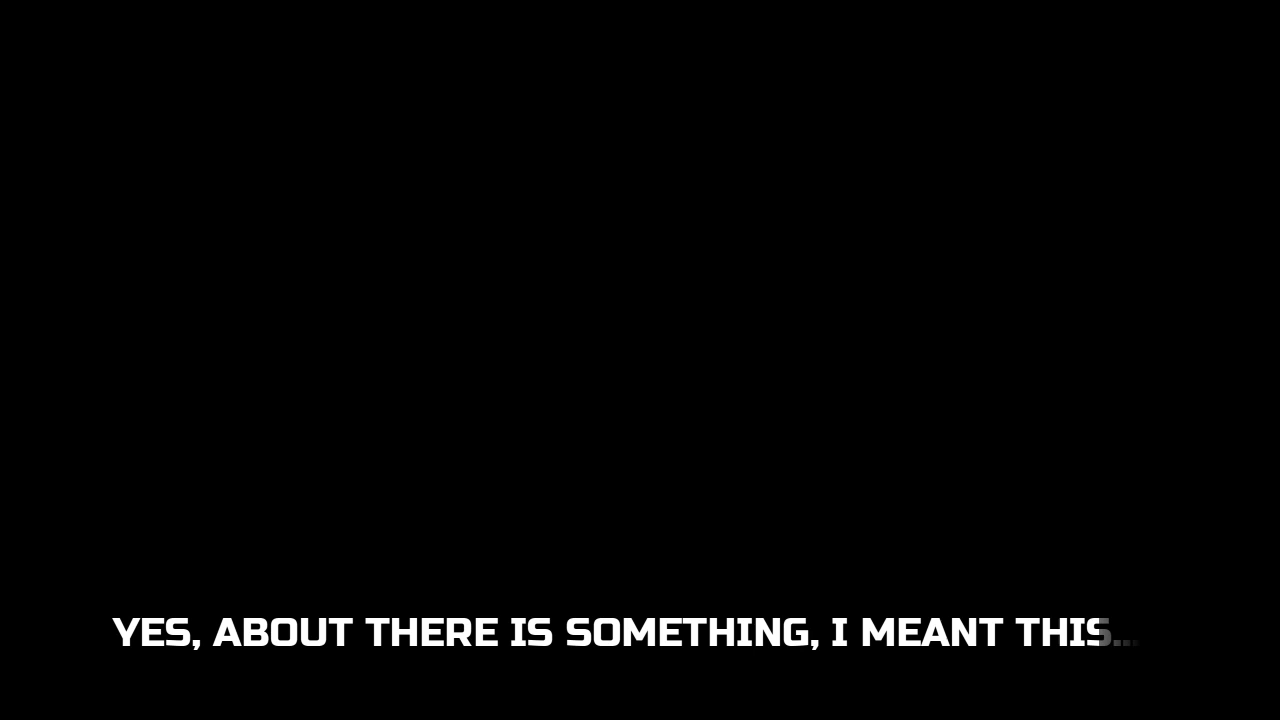 YES, ABOUT THERE IS SOMETHING, I MEANT THIS...